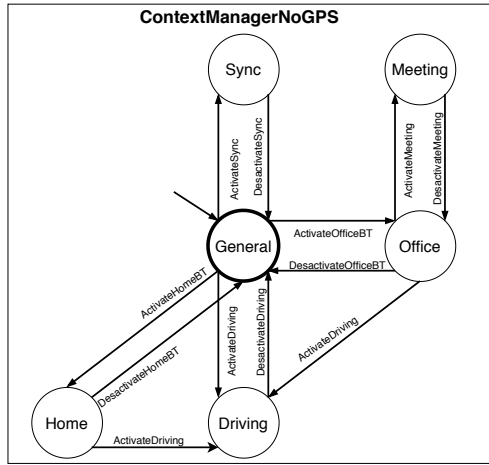 ContextManagerNoGPS
Sync
Meeting
ActivateSync
DesactivateSync
ActivateMeeting
DesactivateMeeting
General
ActivateOfficeBT
Office
DesactivateOfficeBT
ActivateHomeBT
DesactivateHomeBT
ActivateDriving
DesactivateDriving
ActivateDriving
Home
ActivateDriving
Driving